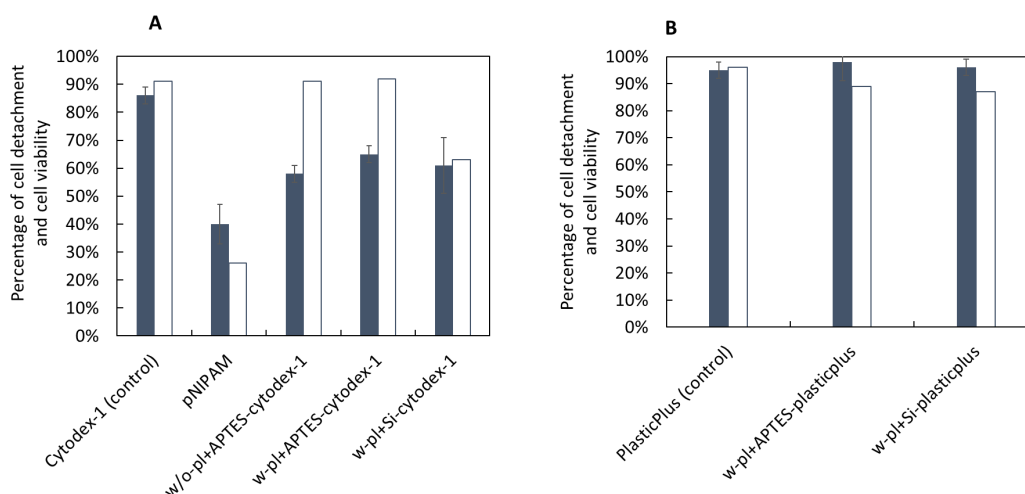 A
Percentage of cell detachment
and cell viability
100%
90%
80%
70%
60%
50%
40%
30%
20%
10%
0%
Cytodex-1 (control)
pNIPAM
w/o-pl+APTES-cytodex-1
w-pl+APTES-cytodex-1
w-pl+Si-cytodex-1
B
Percentage of cell detachment
and cell viability
100%
90%
80%
70%
60%
50%
40%
30%
20%
10%
0%
PlasticPlus (control)
w-pl+APTES-plasticplus
w-pl+Si-plasticplus